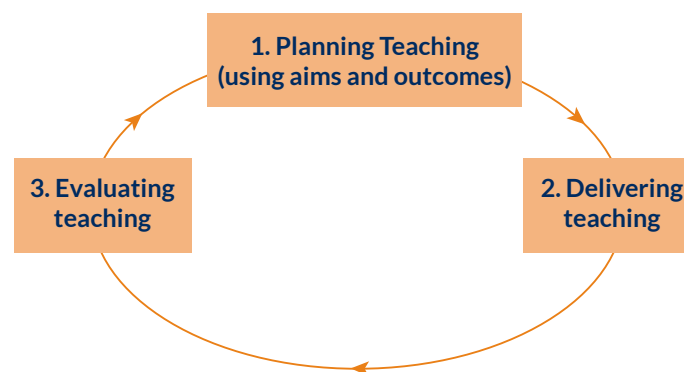 1. Planning Teaching
(using aims and outcomes)
2. Delivering
teaching
3. Evaluating
teaching